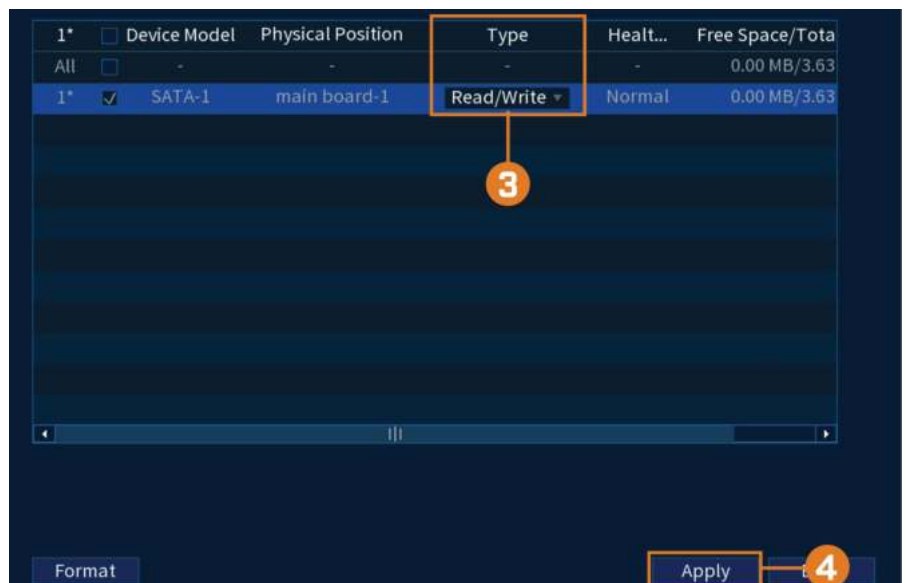 1* Device Model Physical Position Type Healt... Free Space/Tota
All - - - - 0.00 MB/3.63
1* SATA-1 main board-1 Read/Write Normal 0.00 MB/3.63
3
Format Apply 4